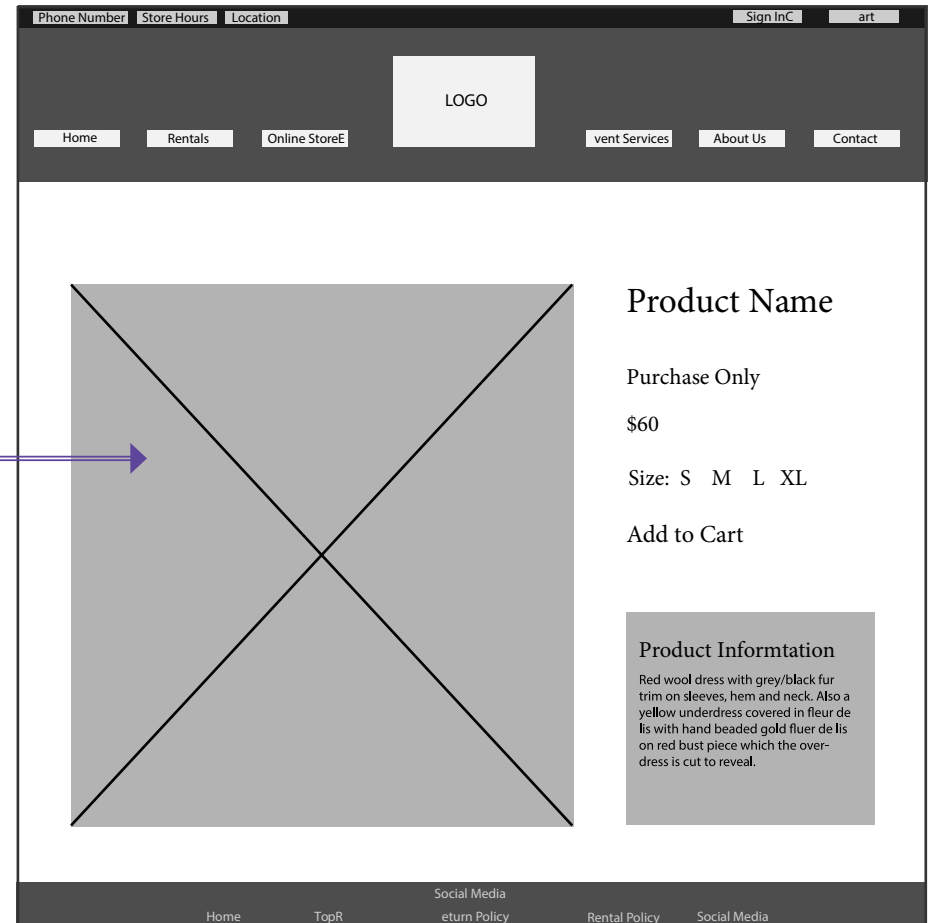 Phone Number Store Hours Location Sign InC art
LOGO
Home Rentals Online StoreE vent Services About Us Contact
Product Name
Purchase Only
$60
Size: S M L XL
Add to Cart
Product Informtation
Red wool dress with grey/black fur
trim on sleeves, hem and neck. Also a
yellow underdress covered in fleur de
lis with hand beaded gold fluer de lis
on red bust piece which the over-
dress is cut to reveal.
Social Media
Home TopR eturn Policy Rental Policy Social Media